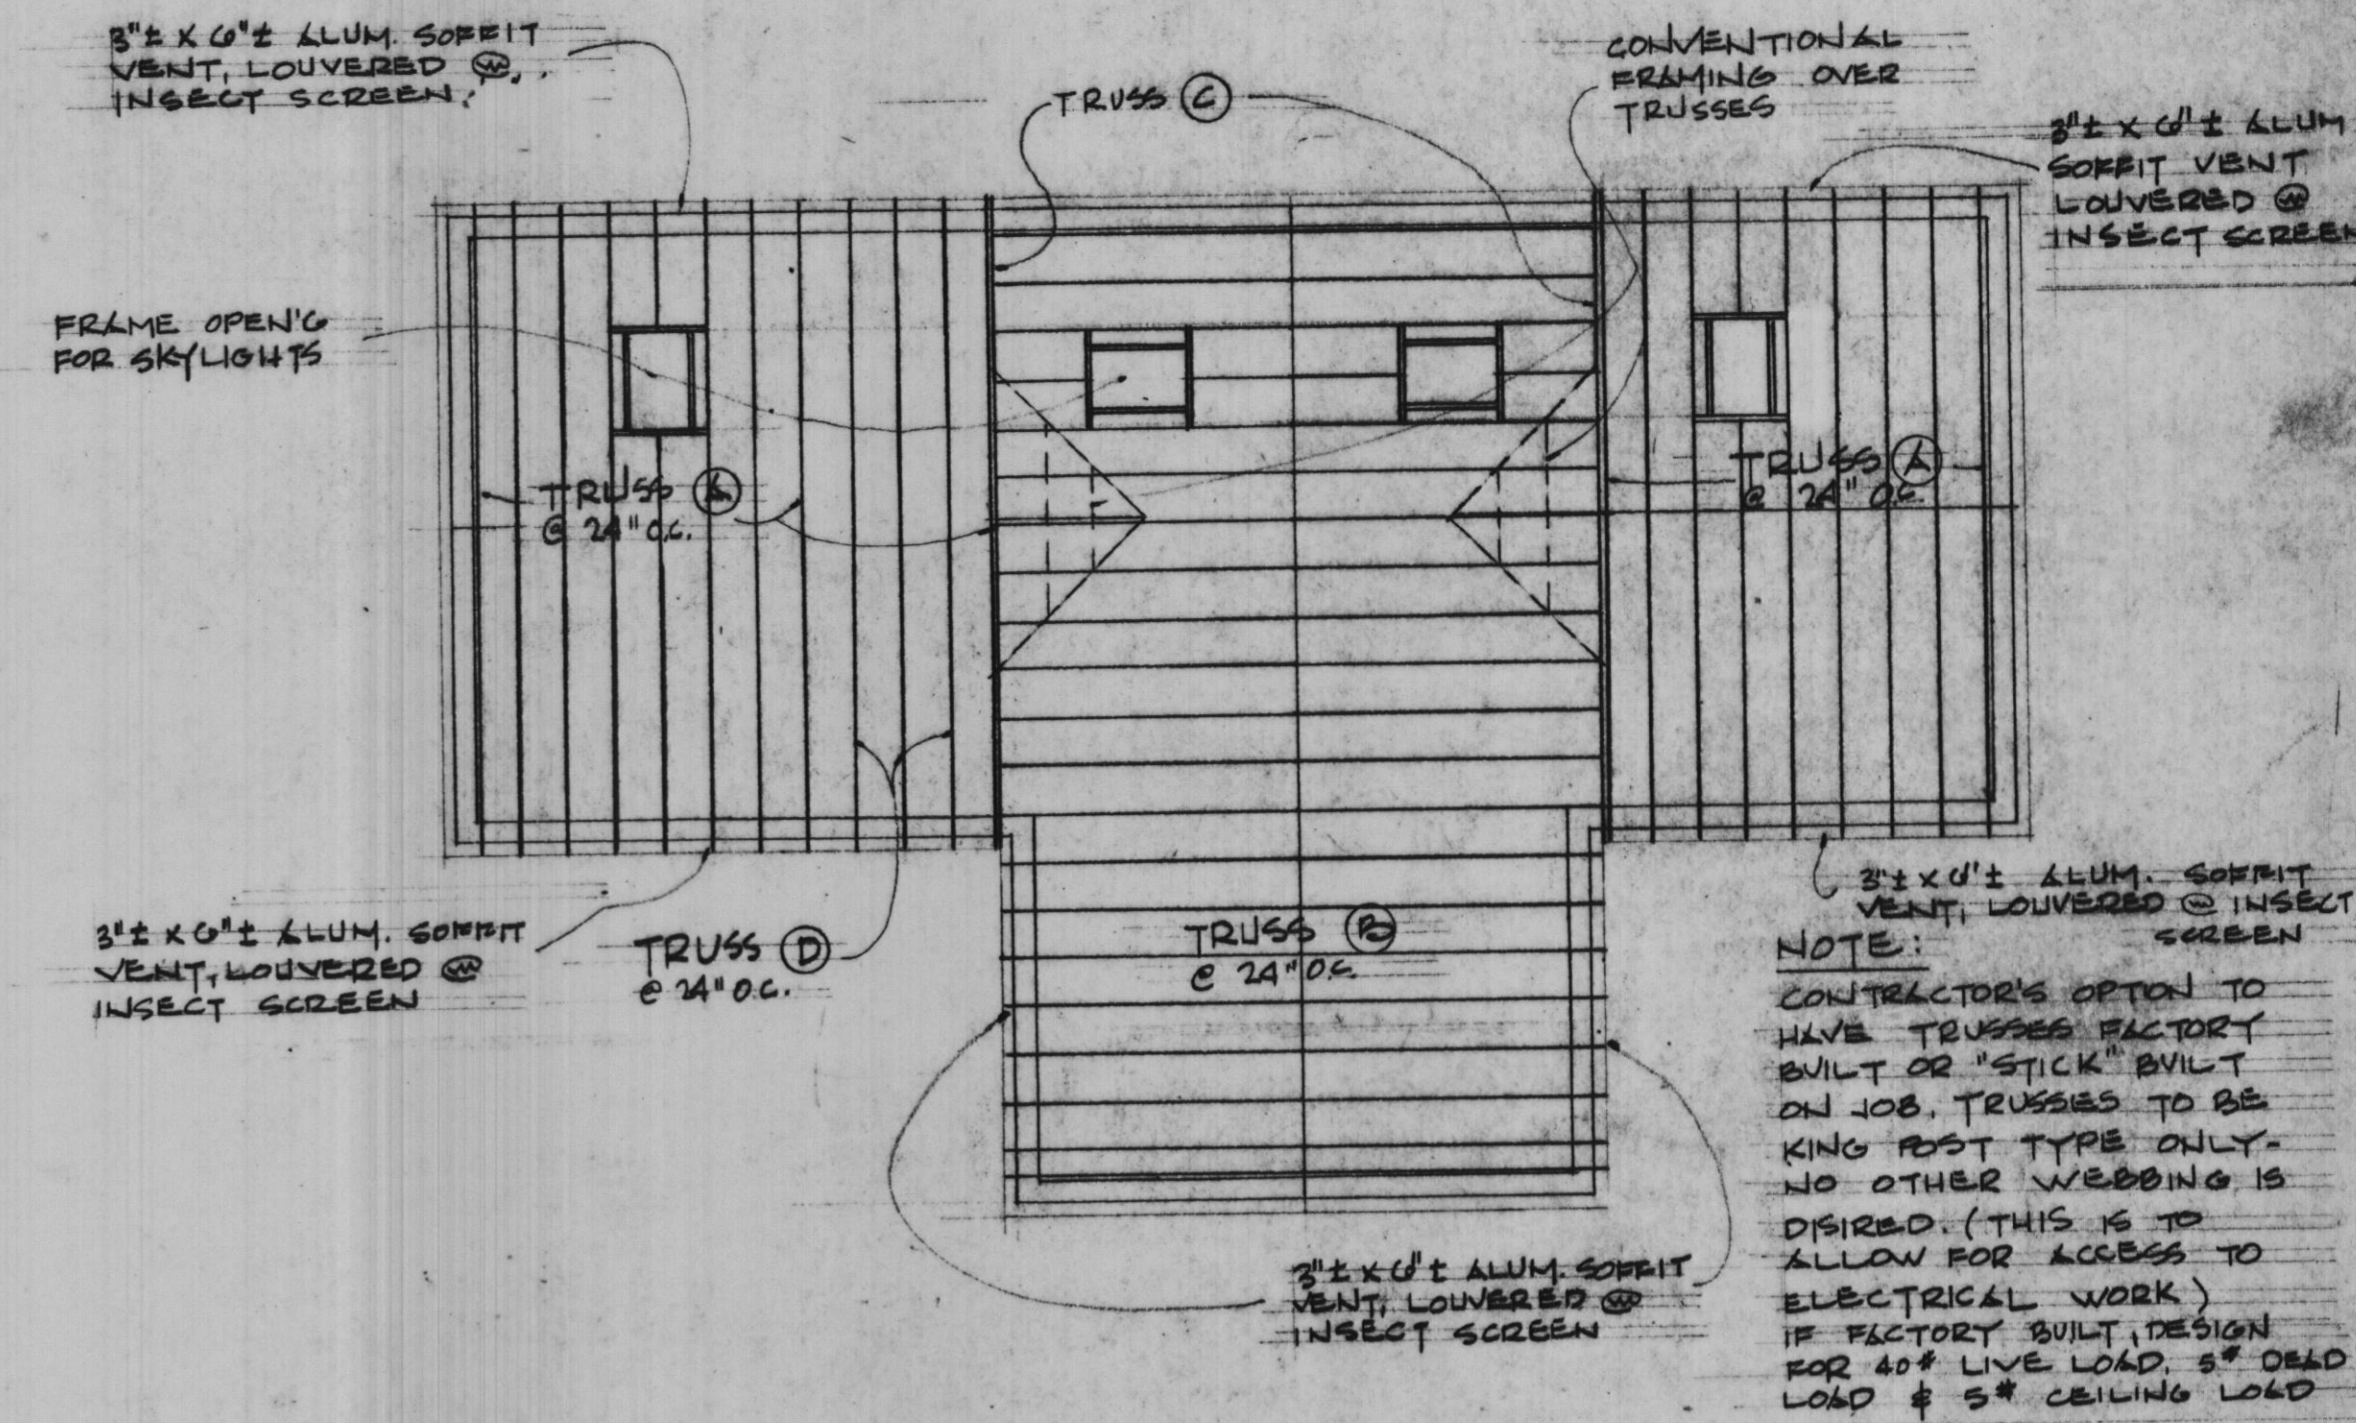 3"± X 6"± ALUM. SOFFIT
VENT, LOUVERED @
INSECT SCREEN
TRUSS C
CONVENTIONAL
FRAMING OVER
TRUSSES
3"± X 6"± ALUM
SOFFIT VENT
LOUVERED @
INSECT SCREEN
FRAME OPEN'G
FOR SKYLIGHTS
TRUSS A
@ 24" O.C.
TRUSS A
@ 24" O.C.
3"± X 6"± ALUM. SOFFIT
VENT, LOUVERED @
INSECT SCREEN
TRUSS D
@ 24" O.C.
TRUSS B
@ 24" O.C.
3"± X 6"± ALUM. SOFFIT
VENT, LOUVERED @ INSECT
SCREEN
NOTE:
CONTRACTOR'S OPTION TO
HAVE TRUSSES FACTORY
BUILT OR "STICK" BUILT
ON JOB. TRUSSES TO BE
KING POST TYPE ONLY-
NO OTHER WEBBING IS
DISIRED. (THIS IS TO
ALLOW FOR ACCESS TO
ELECTRICAL WORK)
IF FACTORY BUILT, DESIGN
FOR 40# LIVE LOAD, 5# DEAD
LOAD & 5# CEILING LOAD
3"± X 6"± ALUM. SOFFIT
VENT, LOUVERED @
INSECT SCREEN